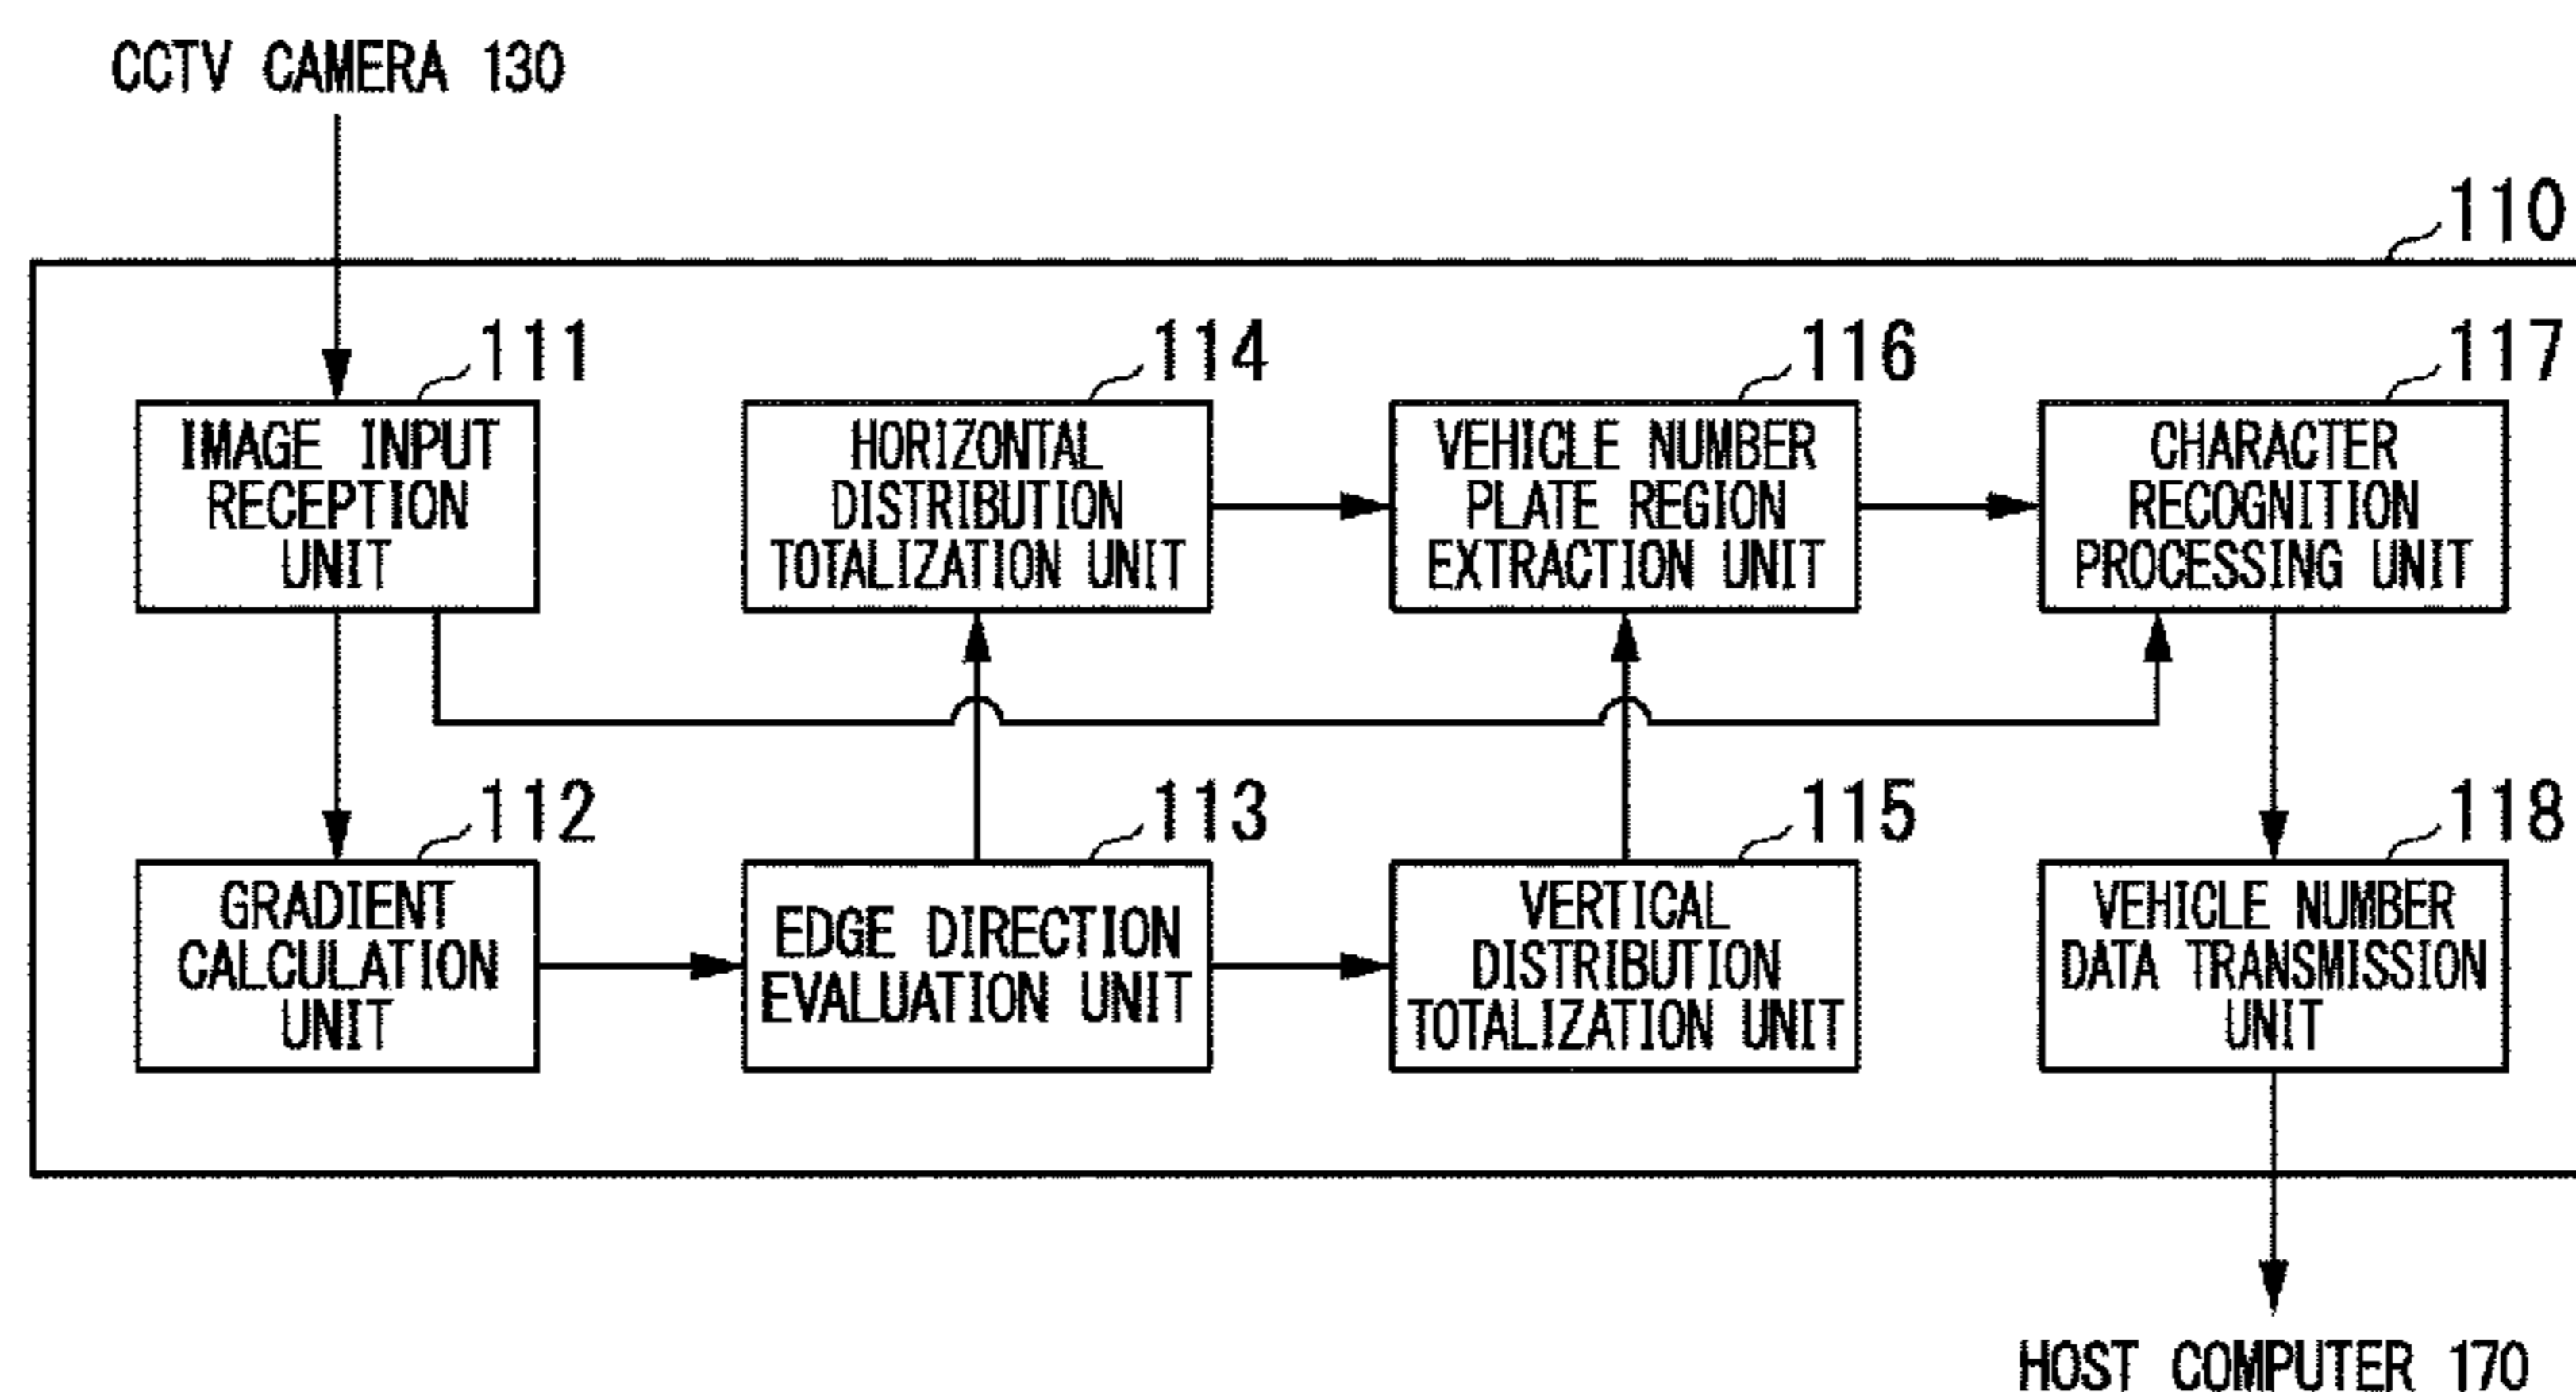 CCTV CAMERA 130
110
111
IMAGE INPUT
RECEPTION
UNIT
114
HORIZONTAL
DISTRIBUTION
TOTALIZATION UNIT
116
VEHICLE NUMBER
PLATE REGION
EXTRACTION UNIT
117
CHARACTER
RECOGNITION
PROCESSING UNIT
112
GRADIENT
CALCULATION
UNIT
113
EDGE DIRECTION
EVALUATION UNIT
115
VERTICAL
DISTRIBUTION
TOTALIZATION UNIT
118
VEHICLE NUMBER
DATA TRANSMISSION
UNIT
HOST COMPUTER 170